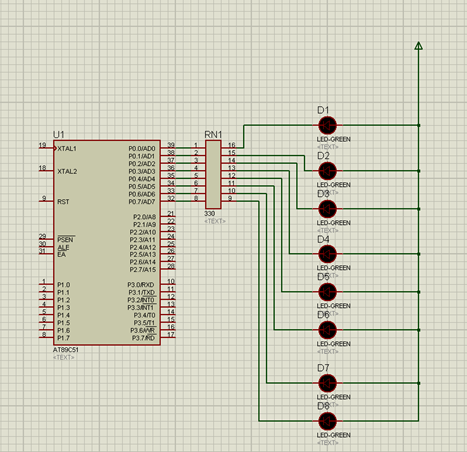 D1
LED-GREEN
<TEXT>
U1
RN1
19 XTAL1 P0.0/AD0 39 1 16
P0.1/AD1 38 2 15
P0.2/AD2 37 3 14
18 XTAL2 P0.3/AD3 36 4 13
P0.4/AD4 35 5 12
P0.5/AD5 34 6 11
P0.6/AD6 33 7 10
9 RST P0.7/AD7 32 8 9
330
<TEXT>
P2.0/A8 21
P2.1/A9 22
P2.2/A10 23
29 PSEN P2.3/A11 24
30 ALE P2.4/A12 25
31 EA P2.5/A13 26
P2.6/A14 27
P2.7/A15 28
1 P1.0 P3.0/RXD 10
2 P1.1 P3.1/TXD 11
3 P1.2 P3.2/INT0 12
4 P1.3 P3.3/INT1 13
5 P1.4 P3.4/T0 14
6 P1.5 P3.5/T1 15
7 P1.6 P3.6/WR 16
8 P1.7 P3.7/RD 17
AT89C51
<TEXT>
D2
LED-GREEN
D3
LED-GREEN
<TEXT>
D4
LED-GREEN
<TEXT>
D5
LED-GREEN
D6
LED-GREEN
<TEXT>
D7
LED-GREEN
D8
LED-GREEN
<TEXT>